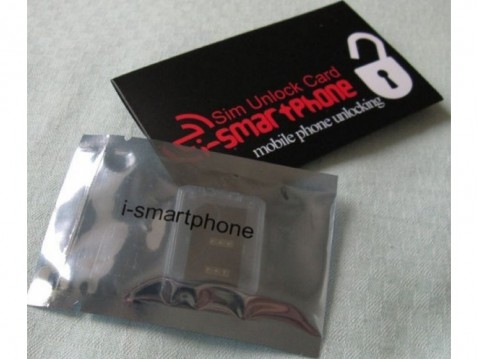 Sim Unlock Card
i-smartphone
mobile phone unlocking
i-smartphone